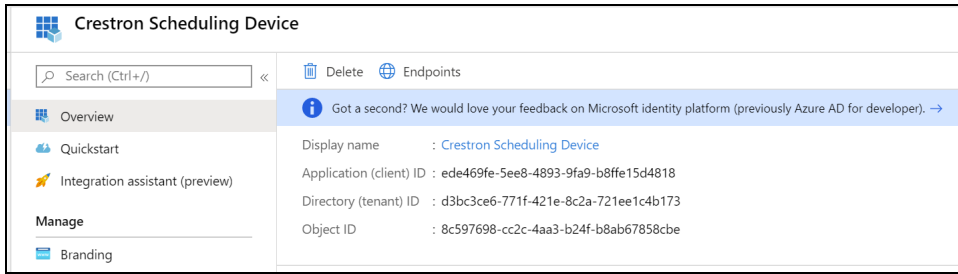 Crestron Scheduling Device
Search (Ctrl+/)
«
Delete
Endpoints
Got a second? We would love your feedback on Microsoft identity platform (previously Azure AD for developer). →
Overview
Quickstart
Integration assistant (preview)
Manage
Branding
Display name : Crestron Scheduling Device
Application (client) ID : ede469fe-5ee8-4893-9fa9-b8ffe15d4818
Directory (tenant) ID : d3bc3ce6-771f-421e-8c2a-721ee1c4b173
Object ID : 8c597698-cc2c-4aa3-b24f-b8ab67858cbe